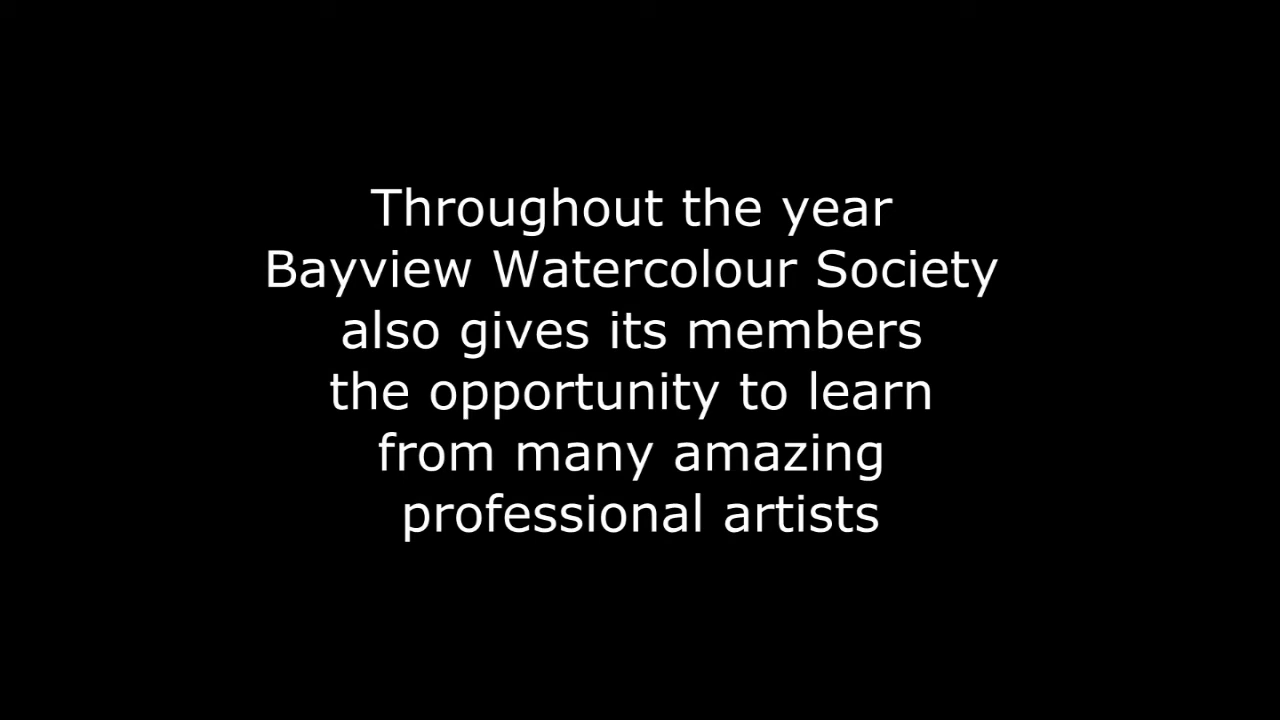 Throughout the year
Bayview Watercolour Society
also gives its members
the opportunity to learn
from many amazing
professional artists